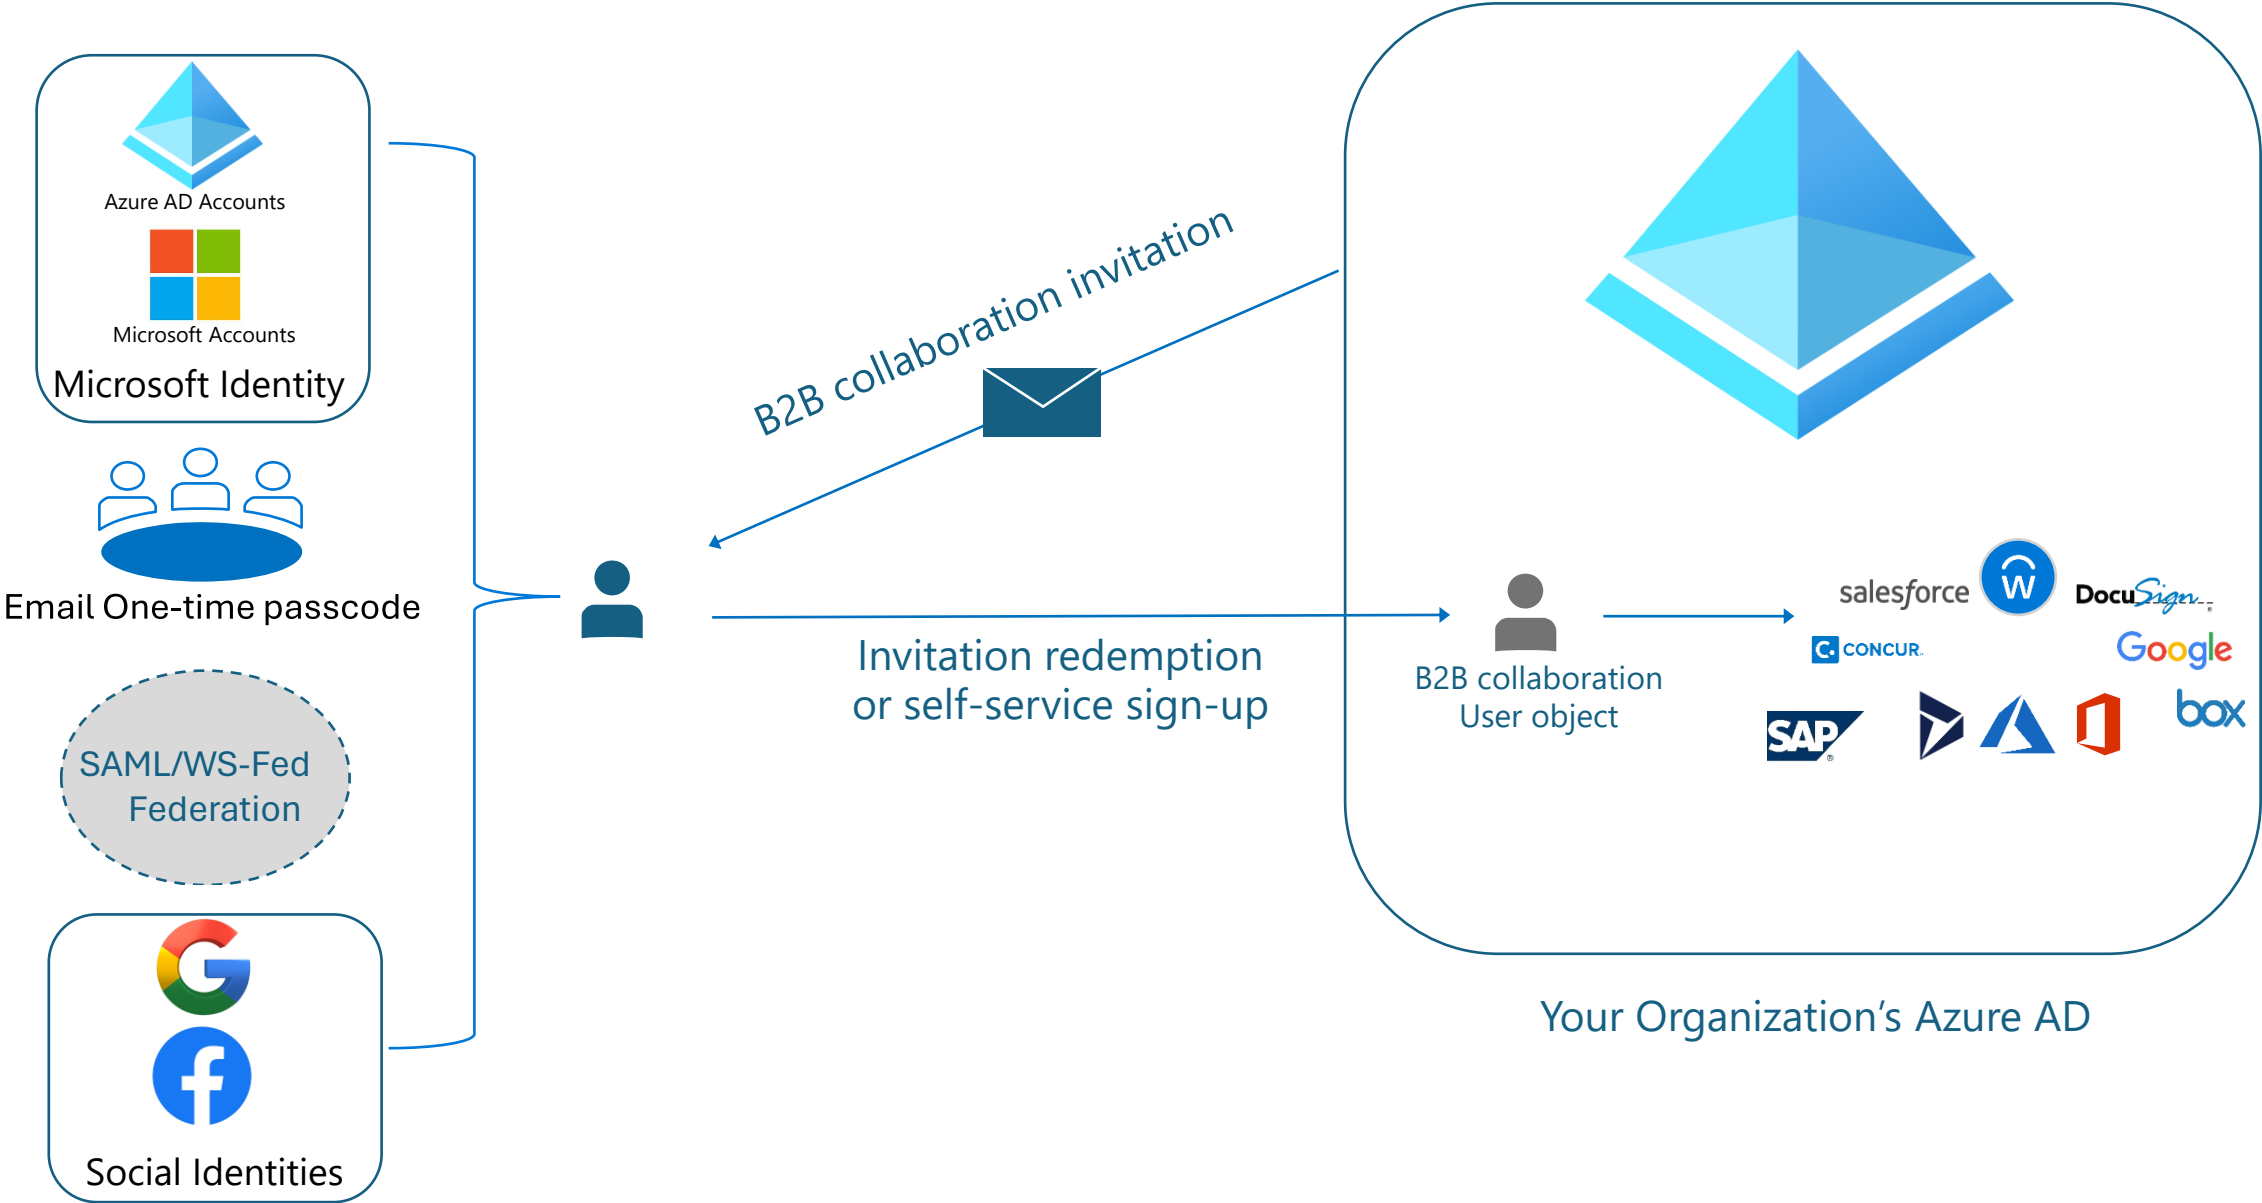 Azure AD Accounts
Microsoft Accounts
Microsoft Identity
Email One-time passcode
SAML/WS-Fed
Federation
Social Identities
B2B collaboration invitation
Invitation redemption
or self-service sign-up
B2B collaboration
User object
salesforce
W
DocuSign
C. CONCUR
Google
SAP
box
Your Organization’s Azure AD